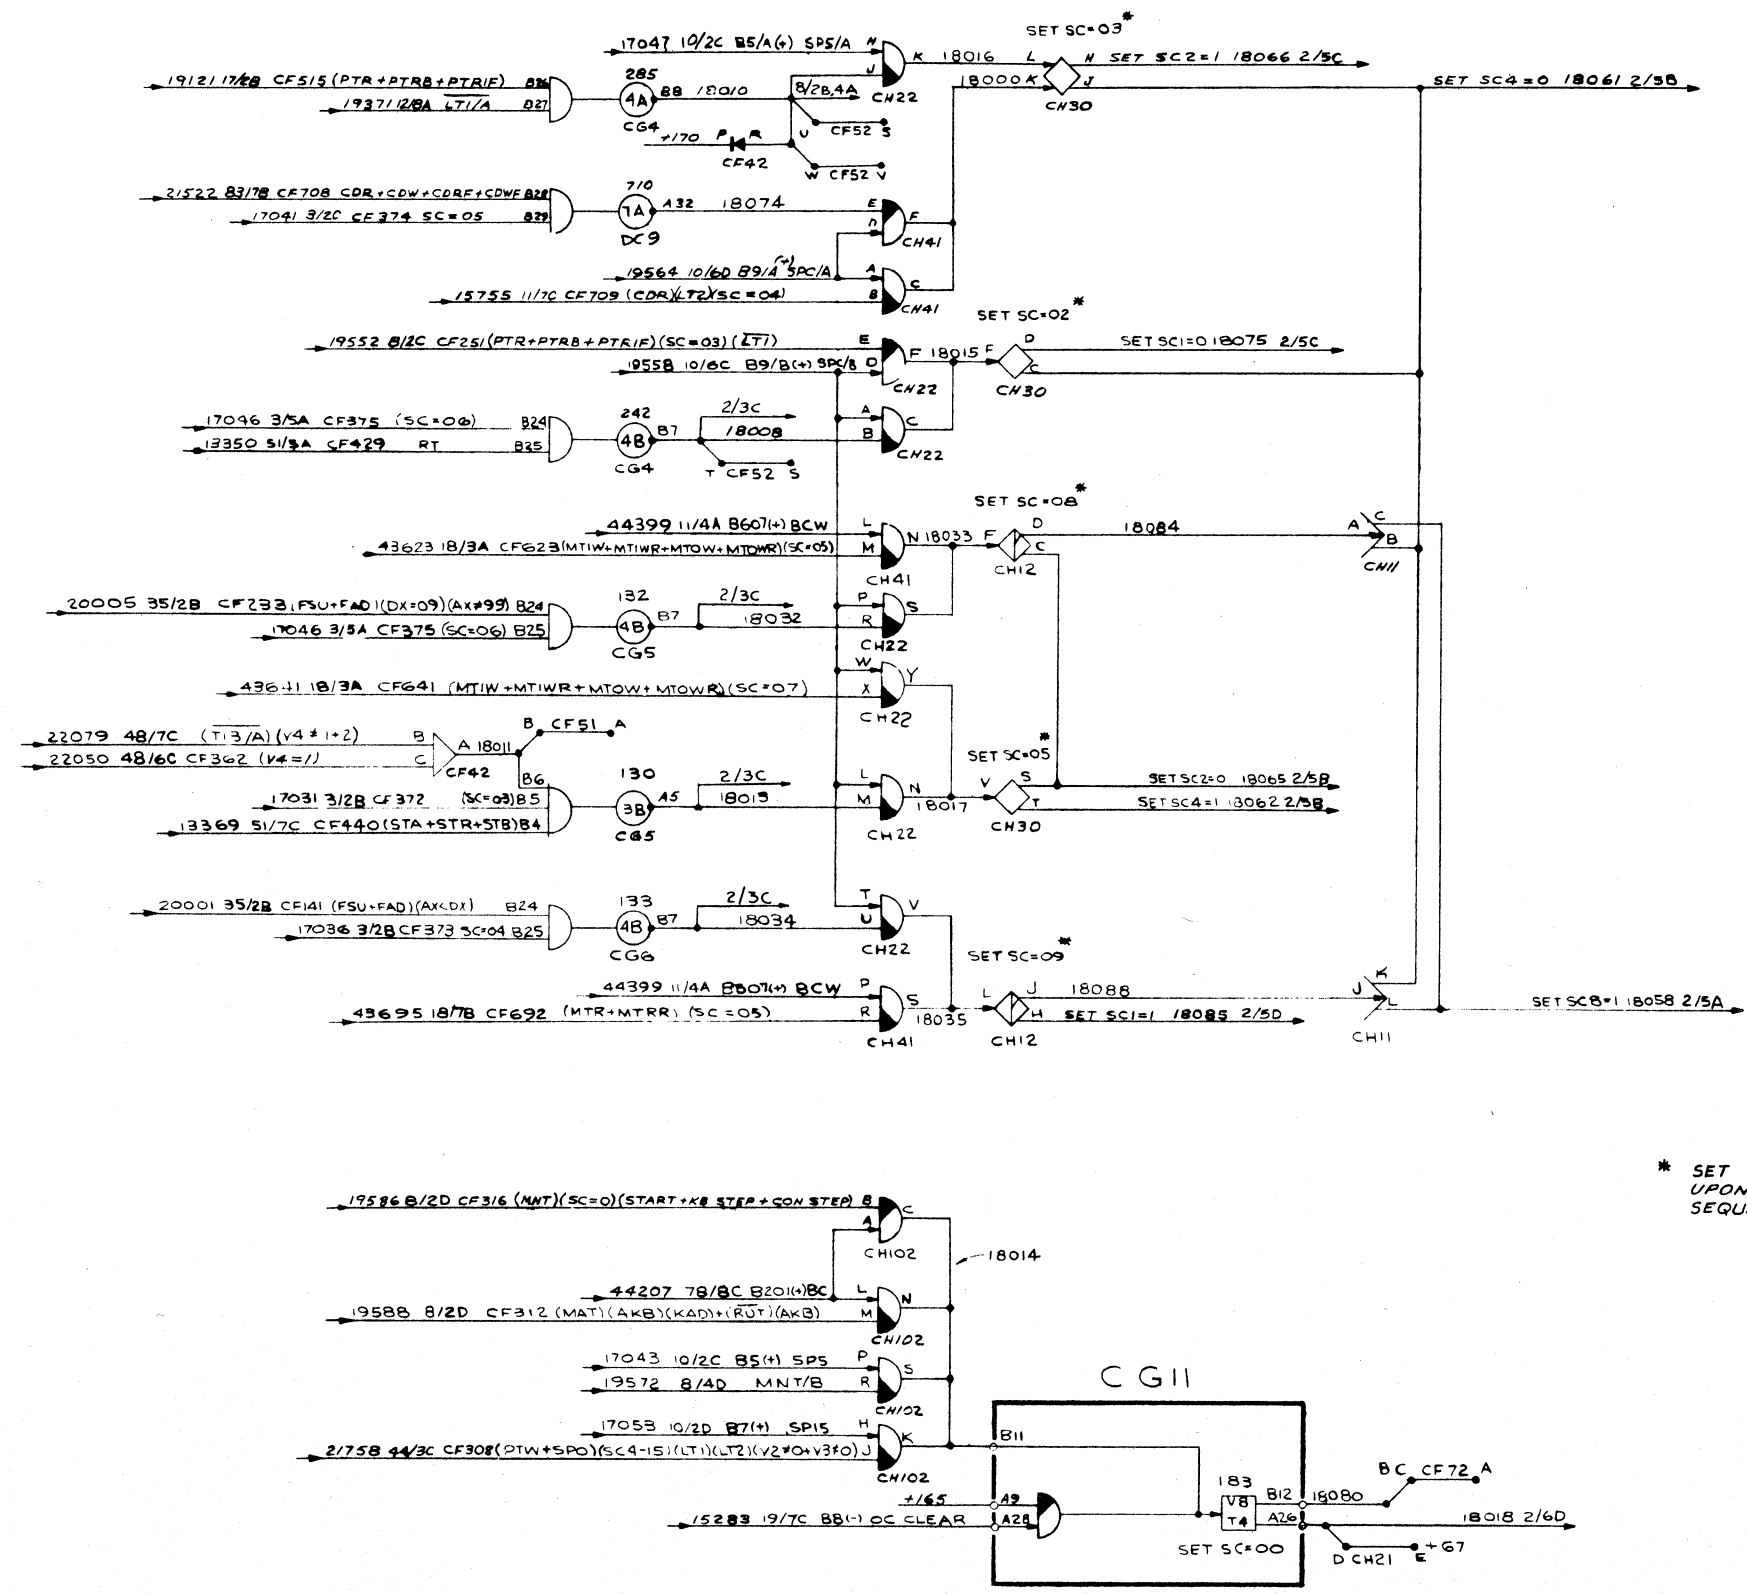 SET SC=03*
17047 10/2C B5/A(+) SP5/A H
J
K 18016 L
18000 K
H SET SC2=1 18066 2/5C
J
SET SC4=0 18061 2/5B
CH22
CH30
19121 17/2B CF515 (PTR+PTRB+PTRIF) B26
19371 12/8A LT1/A B27
285
4A
B8 18010
8/2B,4A
CG4
U CF52 S
+170 P R
CF42
W CF52 V
21522 83/7B CF708 CDR+CDW+CDRF+CDWF B28
17041 3/2C CF374 SC=05 B29
710
7A
A32 18074
DC9
E
D
F
CH41
19564 10/6D B9/A(+) SPC/A A
15755 11/7C CF709 (CDR)(LT2)(SC=04) B
C
CH41
SET SC=02*
19552 8/2C CF251 (PTR+PTRB+PTRIF)(SC=03)(LT1) E
19558 10/6C B9/B(+) SPC/B D
F 18015 F
D
C
SET SC1=0 18075 2/5C
CH22
CH30
17046 3/5A CF375 (SC=06) B24
13350 51/3A CF429 RT B25
242
4B
B7
2/3C
18008
CG4
T CF52 S
A
B
C
CH22
SET SC=08*
44399 11/4A B607(+) BCW L
43623 18/3A CF623 (MTIW+MTIWR+MTOW+MTOWR)(SC=05) M
N 18033 F
D
C
18084
A
C
B
CH41
CH12
CH11
20005 35/2B CF233 (FSU+FAD)(DX=09)(AX≠99) B24
17046 3/5A CF375 (SC=06) B25
132
4B
B7
2/3C
18032
CG5
P
R
S
CH22
43641 18/3A CF641 (MTIW+MTIWR+MTOW+MTOWR)(SC=07)
W
X
Y
CH22
22079 48/7C (T13/A)(V4≠1+2) B
22050 48/6C CF362 (V4=1) C
A 18011
CF42
B CF51 A
B6
17031 3/2B CF372 (SC=03) B5
13369 51/7C CF440 (STA+STR+STB) B4
130
3B
A5
2/3C
18013
CG5
L
M
N
18017
CH22
SET SC=05*
V
S
T
SET SC2=0 18065 2/5B
SET SC4=1 18062 2/5B
CH30
20001 35/2B CF141 (FSU+FAD)(AX<DX) B24
17036 3/2B CF373 SC=04 B25
133
4B
B7
2/3C
18034
CG6
T
U
V
CH22
SET SC=09*
44399 11/4A B607(+) BCW P
43695 18/7B CF692 (MTR+MTRR) (SC=05) R
S
18035
CH41
L
J
H
18088
SET SC1=1 18085 2/5D
CH12
K
J
L
CH11
SET SC8=1 18058 2/5A
* SET
UPON
SEQU
19586 8/2D CF316 (MNT)(SC=0)(START+KB STEP+CON STEP) B
A
C
CH102
18014
44207 78/8C B201(+)BC L
19588 8/2D CF312 (MAT)(AKB)(KAD)+(RUT)(AKB) M
N
CH102
17043 10/2C B5(+) SP5 P
19572 8/4D MNT/B R
S
CH102
17053 10/2D B7(+) SP15 H
21758 44/3C CF308 (PTW+SPO)(SC4-15)(LT1)(LT2)(V2≠0+V3≠0) J
K
CH102
CG11
B11
+165 A9
15283 19/7C B8(-) OC CLEAR A28
183
V8
T4
SET SC=00
B12 18080
A26
B C CF72 A
18018 2/6D
D CH21 E +67